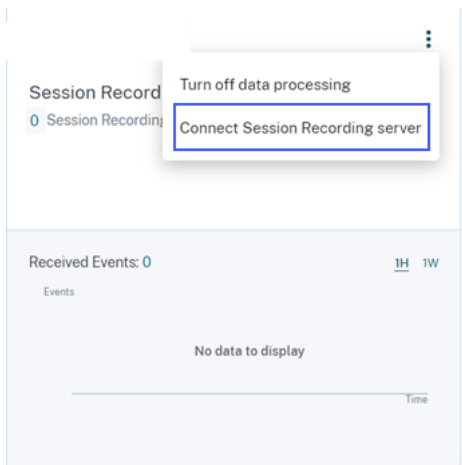 Session Record
Turn off data processing
0 Session Recording
Connect Session Recording server
Received Events: 0
1H 1W
Events
No data to display
Time